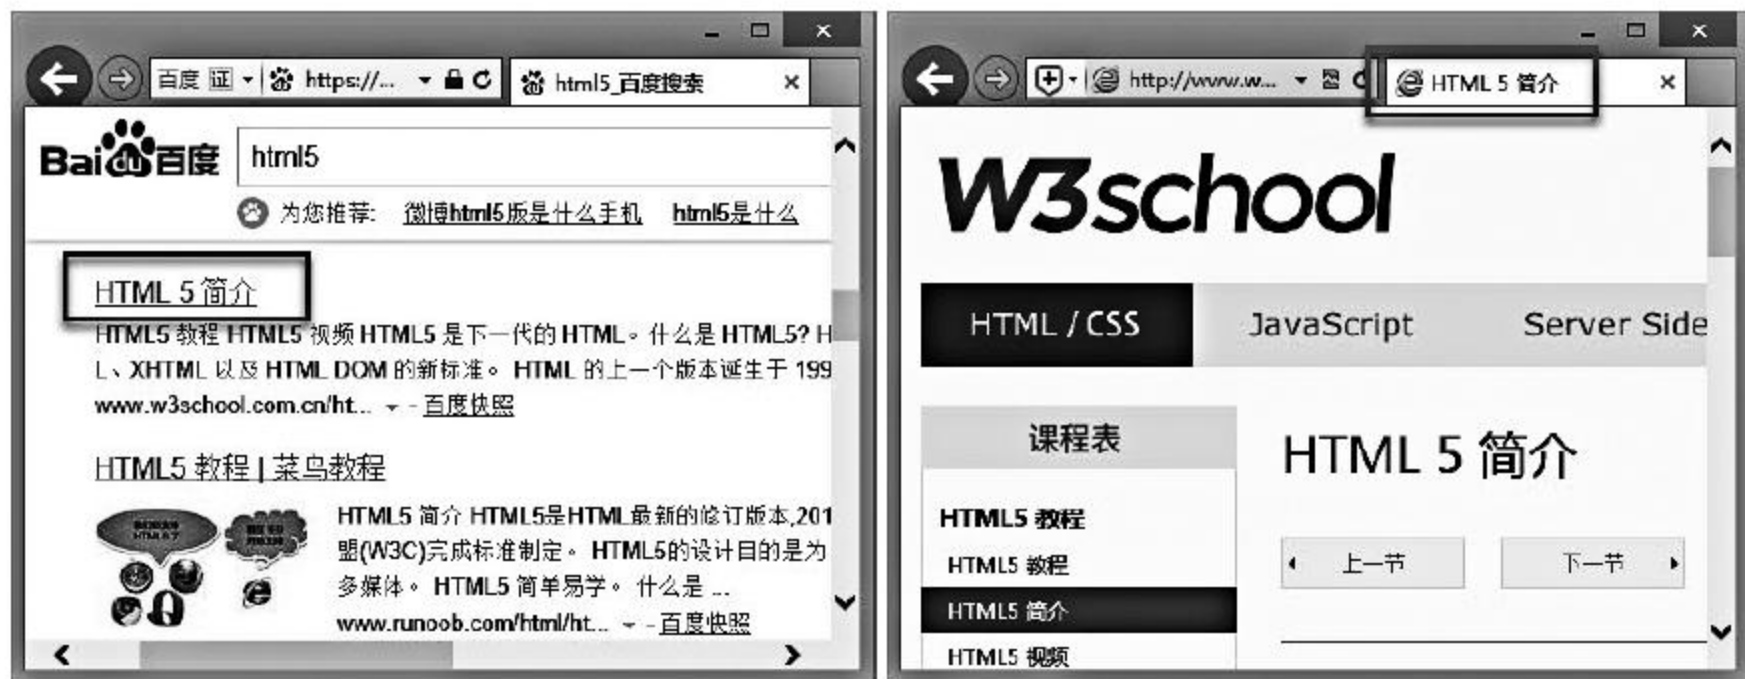 百度 证 https://... html5_百度搜索
Bai du 百度 html5
为您推荐: 微博html5版是什么手机 html5是什么
HTML 5 简介
HTML5 教程 HTML5 视频 HTML5 是下一代的 HTML。什么是 HTML5? H
L、XHTML 以及 HTML DOM 的新标准。 HTML 的上一个版本诞生于 199
www.w3school.com.cn/ht... - 百度快照
HTML5 教程 | 菜鸟教程
HTML5 简介 HTML5是HTML最新的修订版本,201
盟(W3C)完成标准制定。 HTML5的设计目的是为
多媒体。 HTML5 简单易学。 什么是 ...
www.runoob.com/html/ht... - 百度快照
http://www.w... HTML 5 简介
W3school
HTML / CSS JavaScript Server Side
课程表
HTML5 教程
HTML5 教程
HTML5 简介
HTML5 视频
HTML 5 简介
上一节 下一节